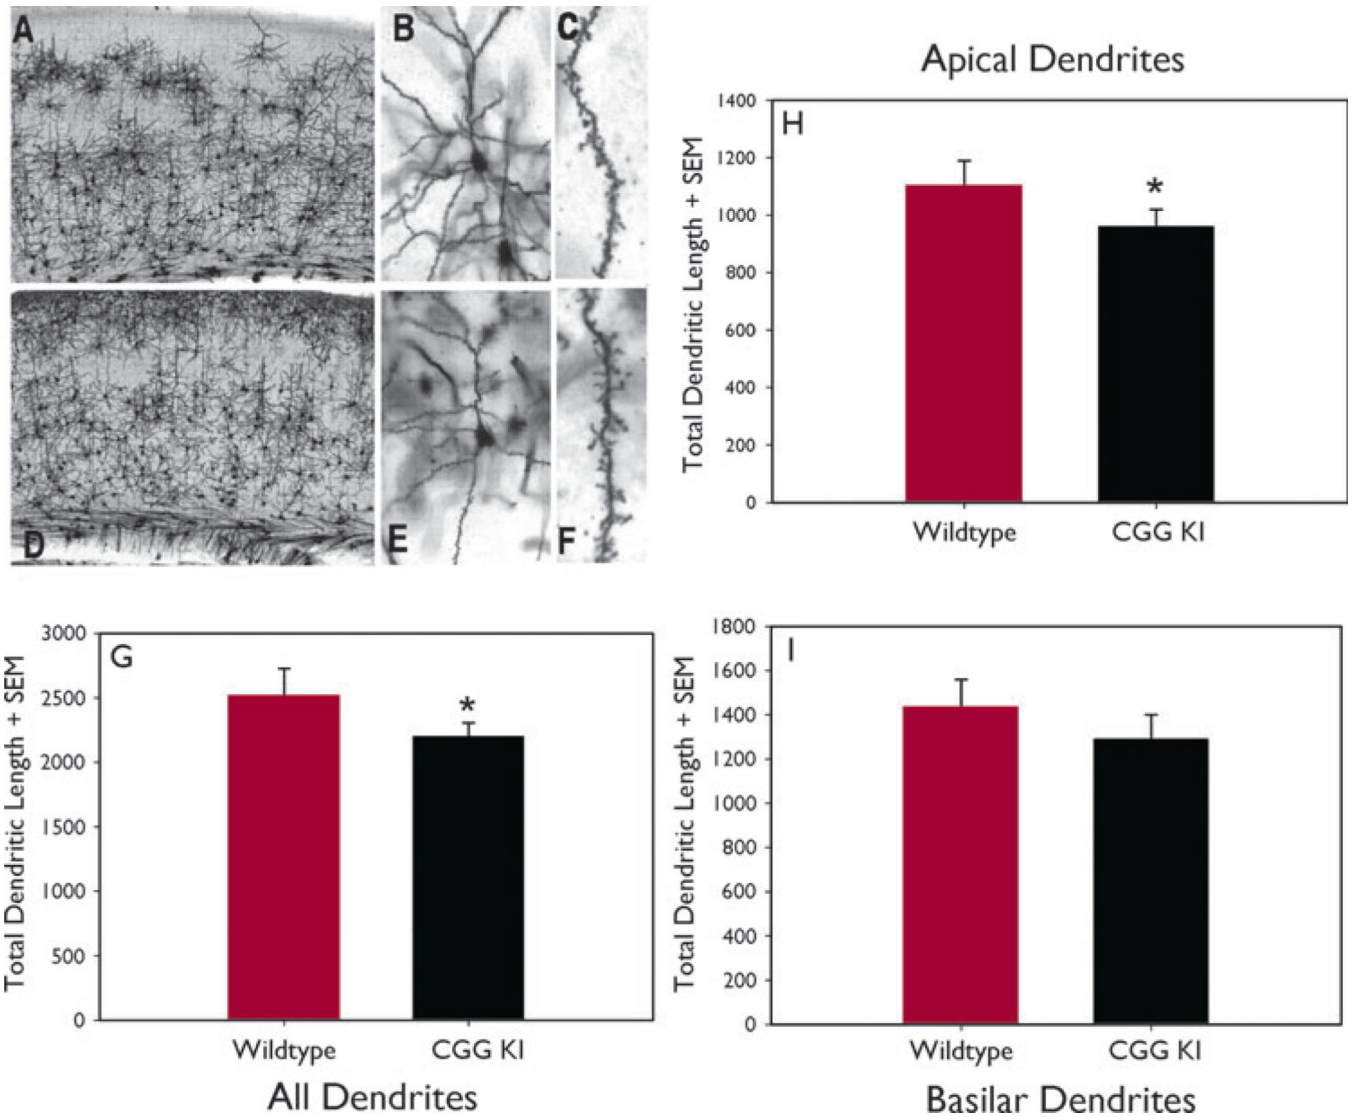 A
B
C
D
E
F
Apical Dendrites
H
Total Dendritic Length + SEM
1400
1200
1000
800
600
400
200
0
*
Wildtype
CGG KI
G
Total Dendritic Length + SEM
3000
2500
2000
1500
1000
500
0
*
Wildtype
CGG KI
All Dendrites
I
Total Dendritic Length + SEM
1800
1600
1400
1200
1000
800
600
400
200
0
Wildtype
CGG KI
Basilar Dendrites